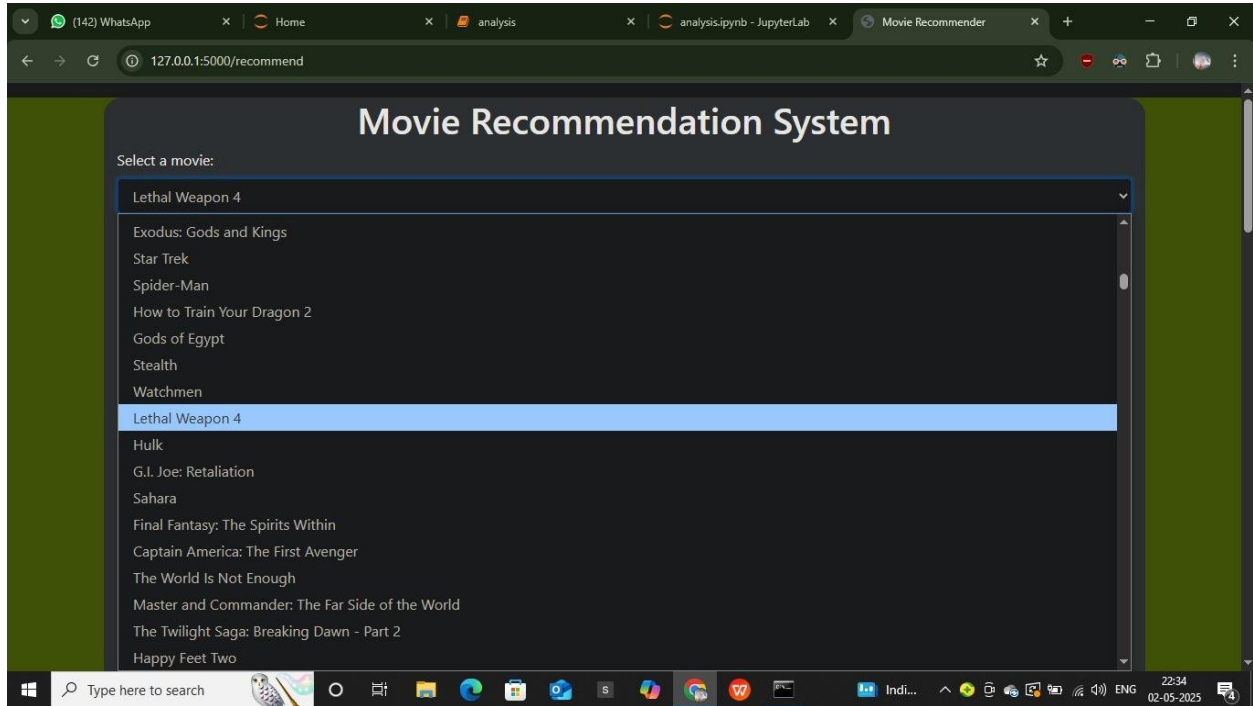 (142) WhatsApp
Home
analysis
analysis.ipynb - JupyterLab
Movie Recommender
127.0.0.1:5000/recommend
Movie Recommendation System
Select a movie:
Lethal Weapon 4
Exodus: Gods and Kings
Star Trek
Spider-Man
How to Train Your Dragon 2
Gods of Egypt
Stealth
Watchmen
Lethal Weapon 4
Hulk
G.I. Joe: Retaliation
Sahara
Final Fantasy: The Spirits Within
Captain America: The First Avenger
The World Is Not Enough
Master and Commander: The Far Side of the World
The Twilight Saga: Breaking Dawn - Part 2
Happy Feet Two
Type here to search
Indi...
ENG
22:34
02-05-2025
4